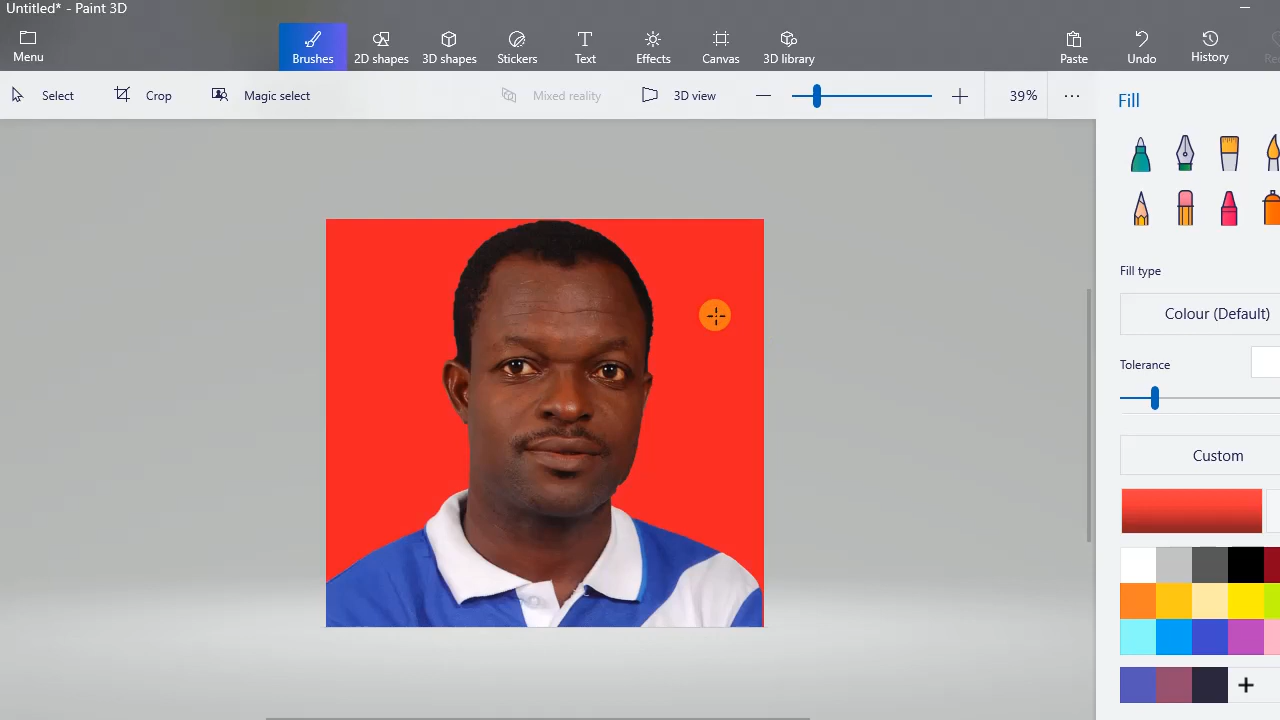 Untitled* - Paint 3D
Menu
Brushes
2D shapes
3D shapes
Stickers
Text
Effects
Canvas
3D library
Paste
Undo
History
Select
Crop
Magic select
Mixed reality
3D view
39%
Fill
Fill type
Colour (Default)
Tolerance
Custom